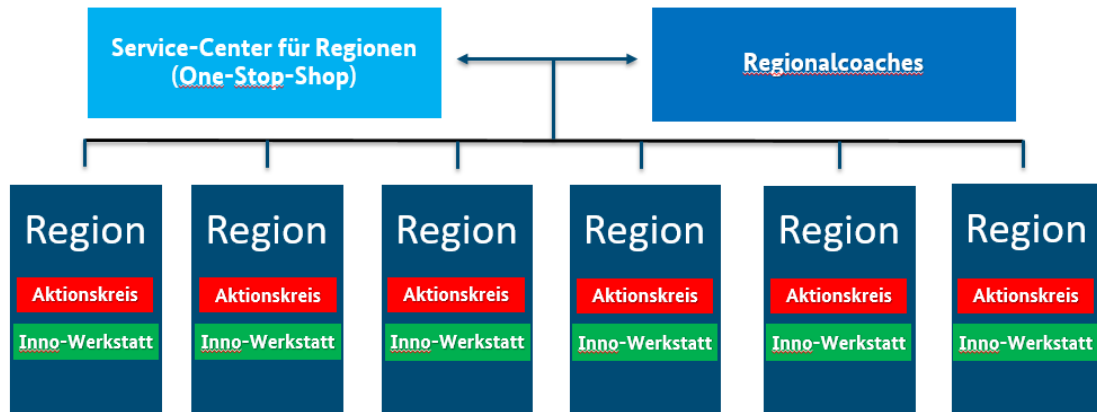 Service-Center für Regionen
(One-Stop-Shop)
Regionalcoaches
Region
Aktionskreis
Inno-Werkstatt
Region
Aktionskreis
Inno-Werkstatt
Region
Aktionskreis
Inno-Werkstatt
Region
Aktionskreis
Inno-Werkstatt
Region
Aktionskreis
Inno-Werkstatt
Region
Aktionskreis
Inno-Werkstatt